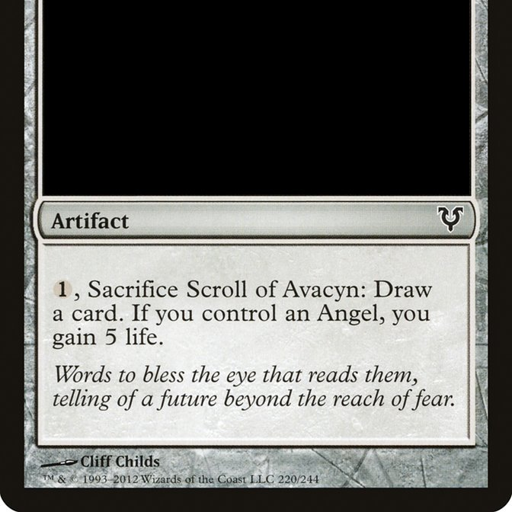 Artifact
1, Sacrifice Scroll of Avacyn: Draw
a card. If you control an Angel, you
gain 5 life.
Words to bless the eye that reads them,
telling of a future beyond the reach of fear.
Cliff Childs
™ & © 1993–2012 Wizards of the Coast LLC 220/244